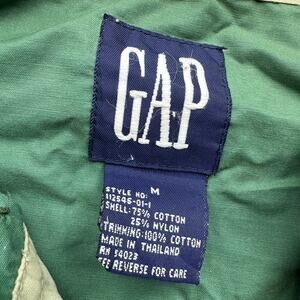 GAP
STYLE NO: M
112546-01-1
SHELL: 75% COTTON
25% NYLON
TRIMMING: 100% COTTON
MADE IN THAILAND
RN 54023
SEE REVERSE FOR CARE